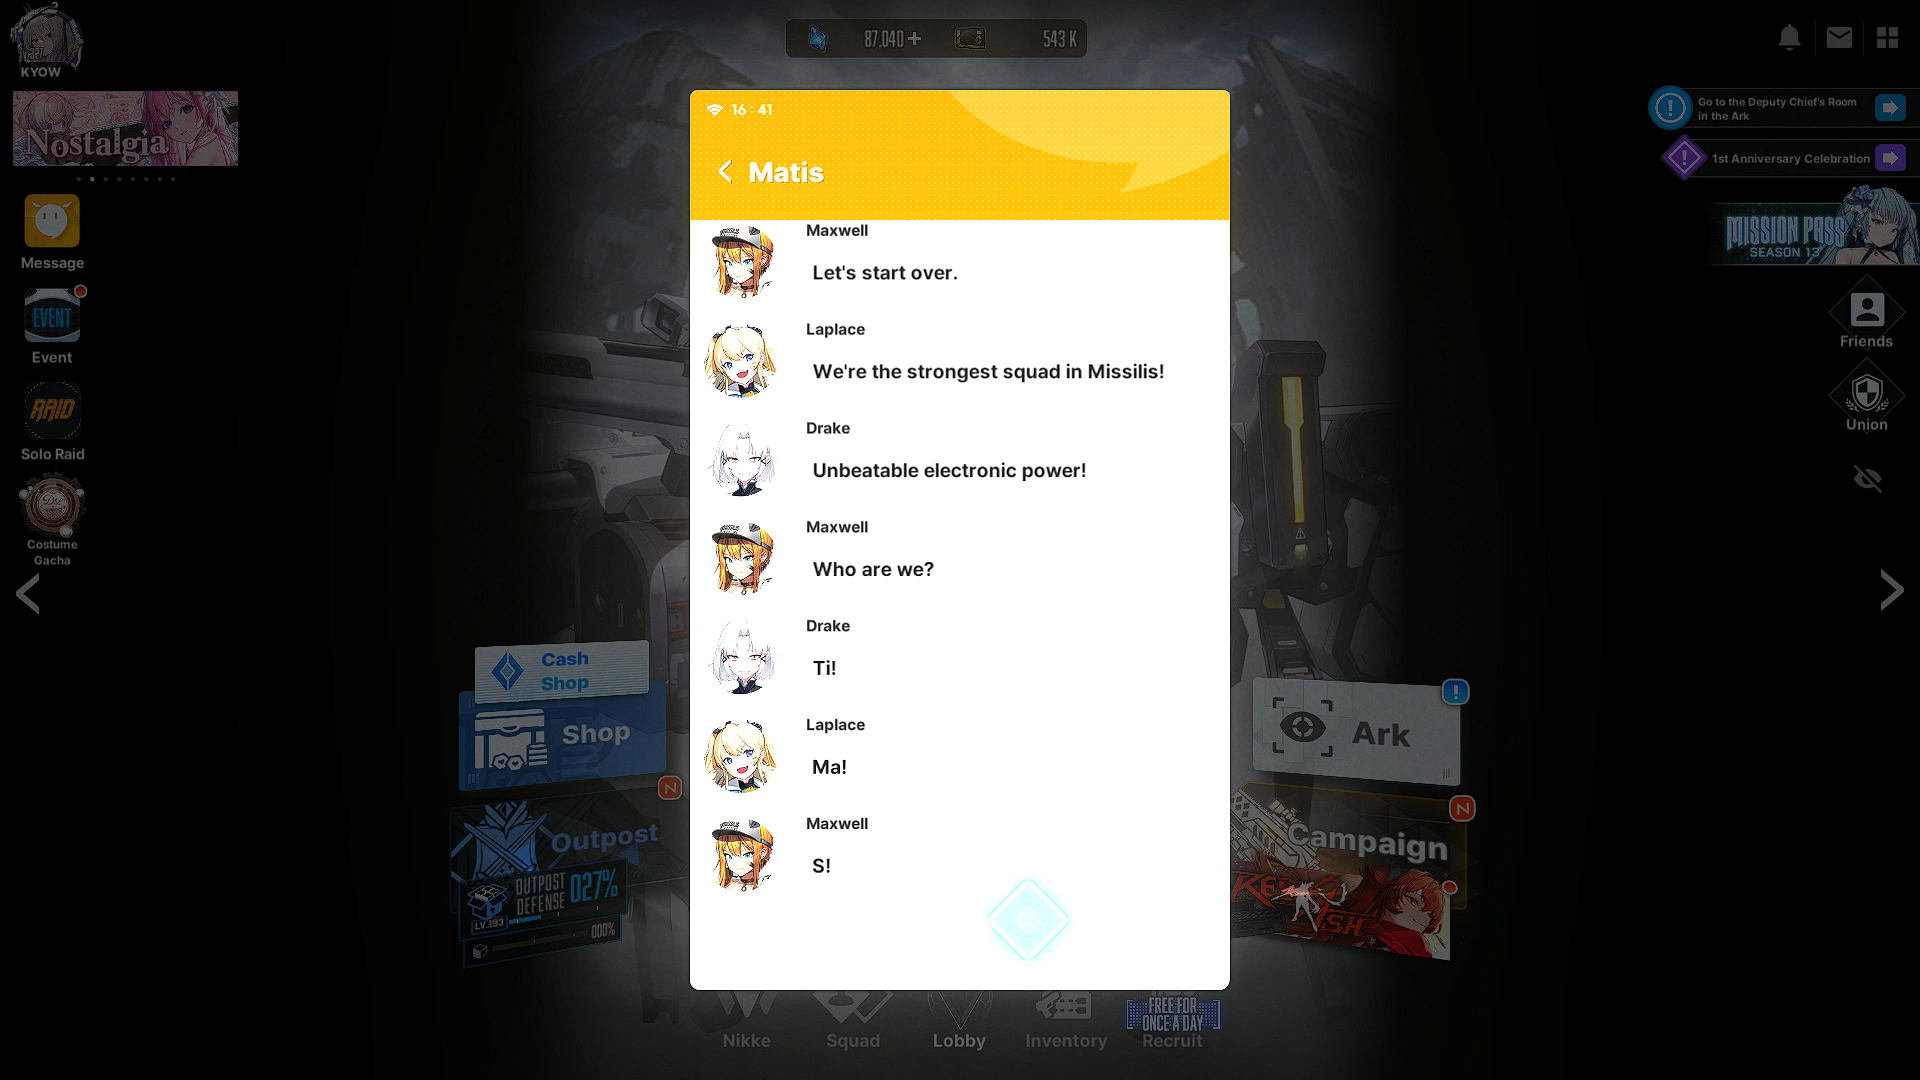 87,040
543 K
KYOW
Nostalgia
Go to the Deputy Chief's Room
in the Ark
1st Anniversary Celebration
MISSION PASS
SEASON 13
Message
EVENT
Event
RAID
Solo Raid
Costume
Gacha
Friends
Union
16 : 41
Matis
Maxwell
Let's start over.
Laplace
We're the strongest squad in Missilis!
Drake
Unbeatable electronic power!
Maxwell
Who are we?
Drake
Ti!
Laplace
Ma!
Maxwell
S!
Cash
Shop
Shop
Outpost
OUTPOST
DEFENSE
027%
LV.193
000%
Ark
N
N
Campaign
Nikke
Squad
Lobby
Inventory
FREE FOR
ONCE A DAY
Recruit